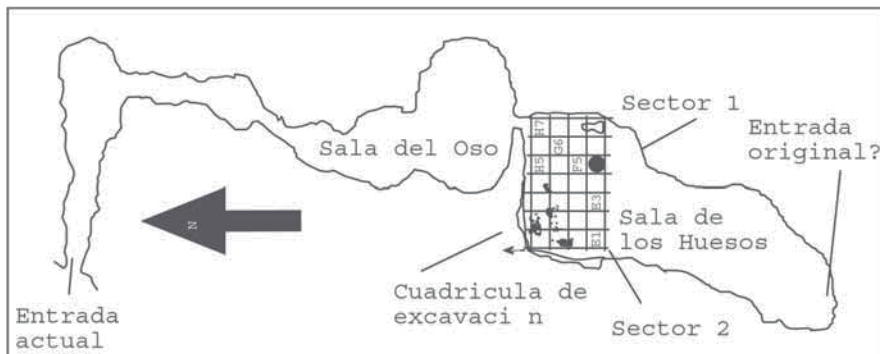 Sector 1
Entrada
original?
Sala del Oso
H7
G6
H5
F5
E3
E1
N
Sala de
los Huesos
Cuadricula de
excavaci n
Sector 2
Entrada
actual